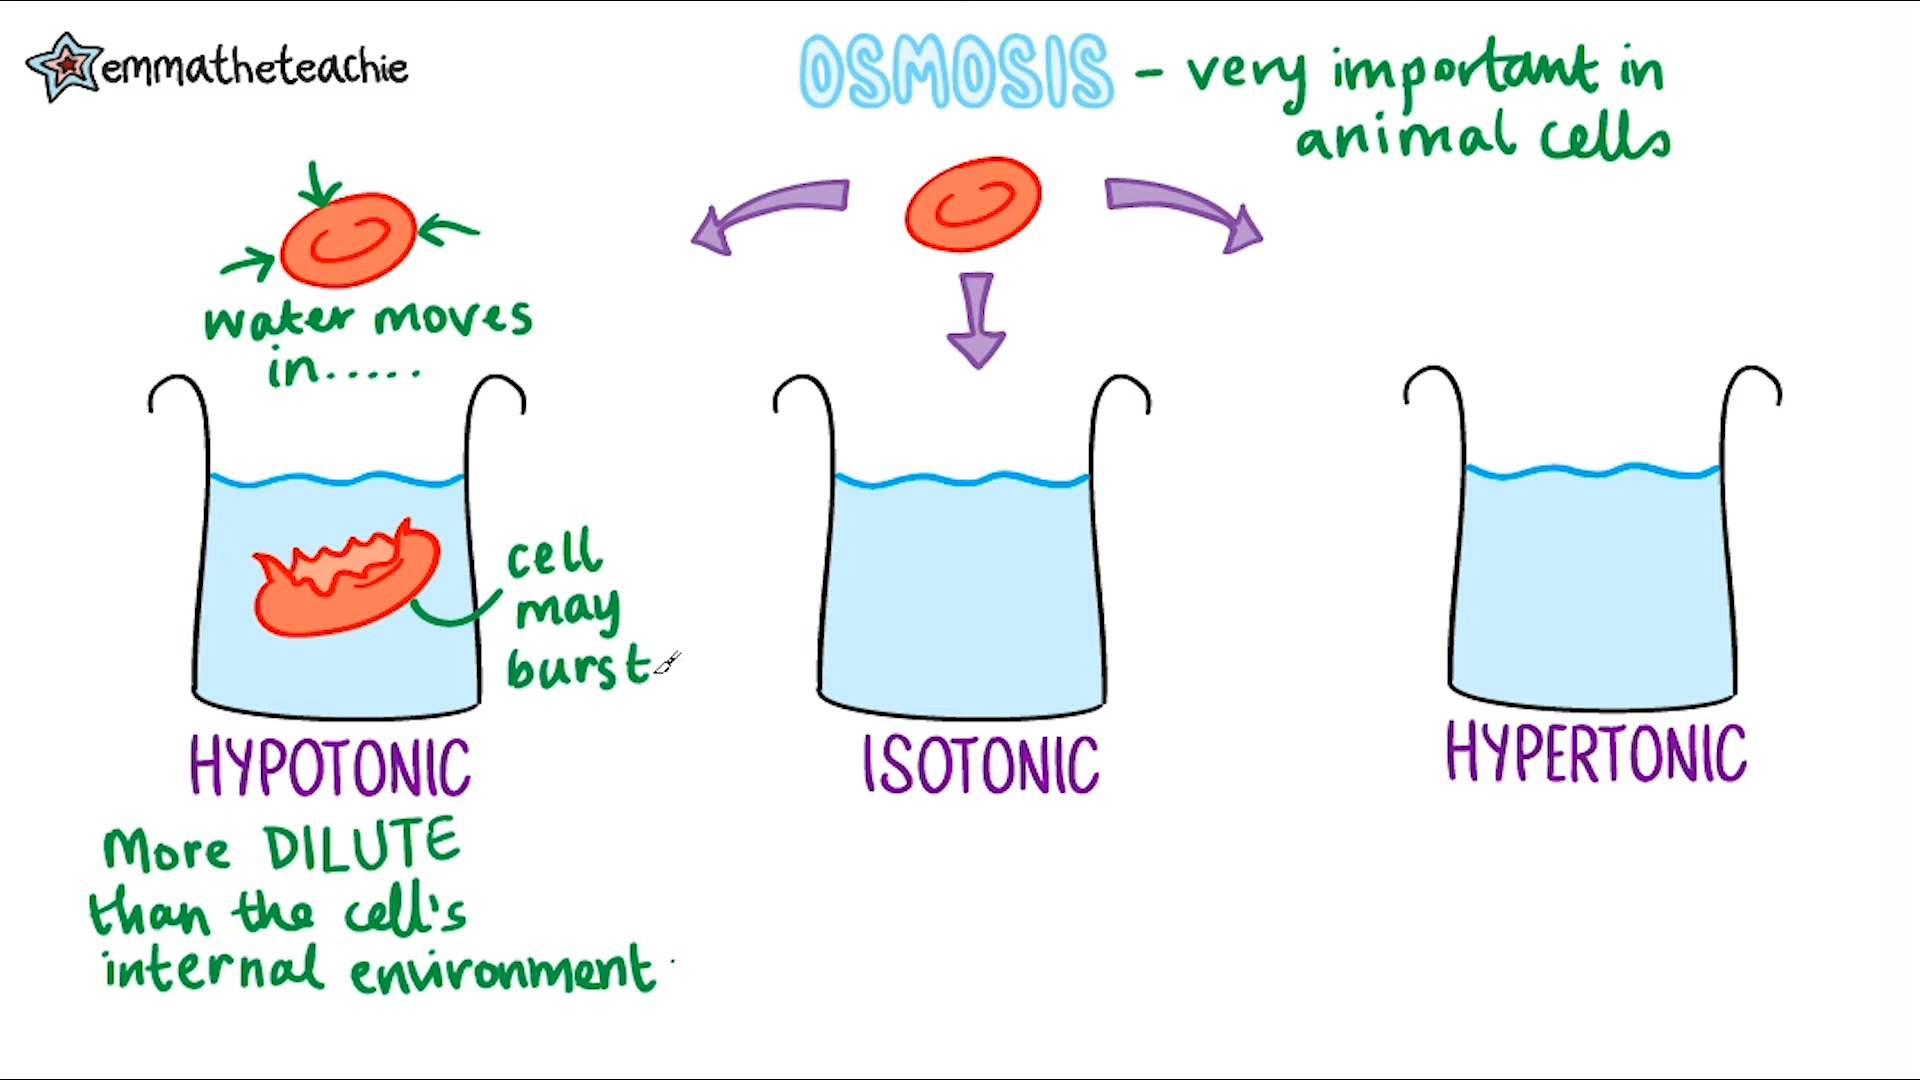 emmatheteachie
OSMOSIS - very important in
animal cells
water moves
in.....
cell
may
burst
HYPOTONIC
ISOTONIC
HYPERTONIC
More DILUTE
than the cell's
internal environment